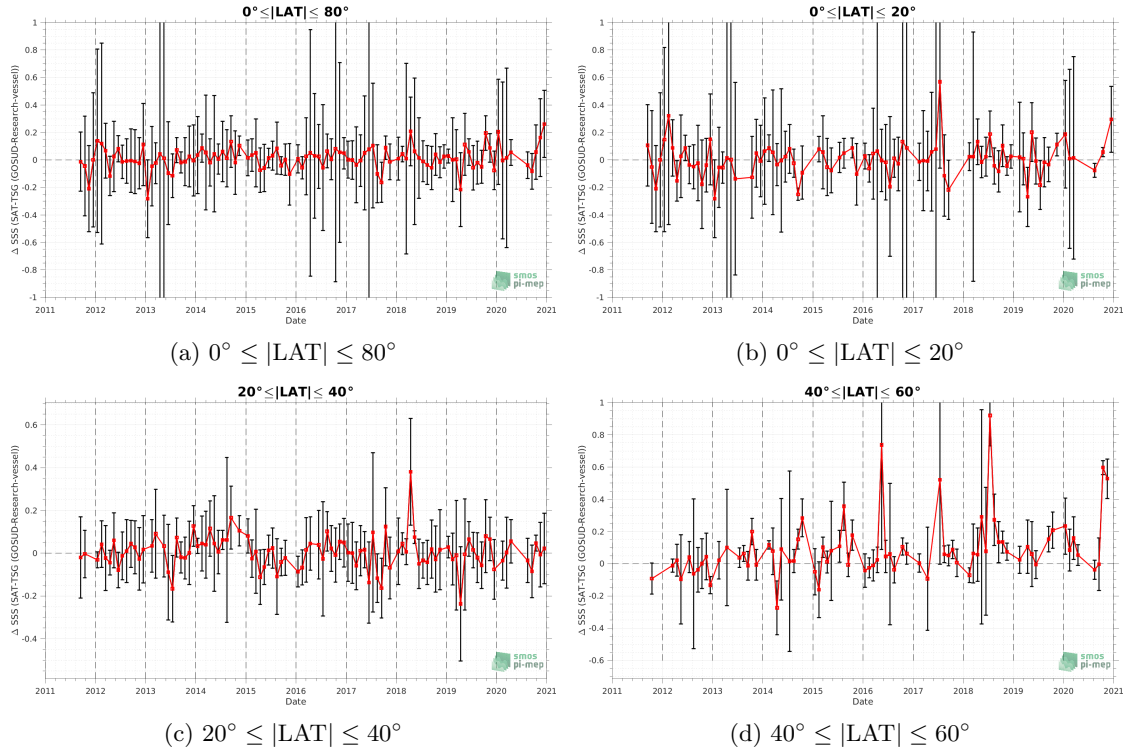 0°≤|LAT|≤ 80°
1
0.8
0.6
0.4
0.2
0
-0.2
-0.4
-0.6
-0.8
-1
Δ SSS (SAT-TSG (GOSUD-Research-vessel))
2011 2012 2013 2014 2015 2016 2017 2018 2019 2020 2021
Date
smos
pi-mep
(a) 0° ≤ |LAT| ≤ 80°
0°≤|LAT|≤ 20°
1
0.8
0.6
0.4
0.2
0
-0.2
-0.4
-0.6
-0.8
-1
Δ SSS (SAT-TSG (GOSUD-Research-vessel))
2011 2012 2013 2014 2015 2016 2017 2018 2019 2020 2021
Date
smos
pi-mep
(b) 0° ≤ |LAT| ≤ 20°
20°≤|LAT|≤ 40°
0.6
0.4
0.2
0
-0.2
-0.4
Δ SSS (SAT-TSG (GOSUD-Research-vessel))
2011 2012 2013 2014 2015 2016 2017 2018 2019 2020 2021
Date
smos
pi-mep
(c) 20° ≤ |LAT| ≤ 40°
40°≤|LAT|≤ 60°
1
0.8
0.6
0.4
0.2
0
-0.2
-0.4
-0.6
Δ SSS (SAT-TSG (GOSUD-Research-vessel))
2011 2012 2013 2014 2015 2016 2017 2018 2019 2020 2021
Date
smos
pi-mep
(d) 40° ≤ |LAT| ≤ 60°